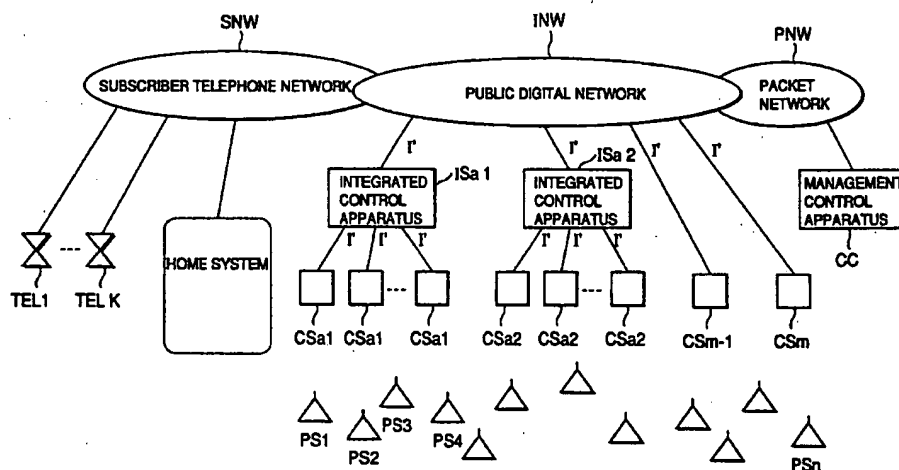 SNW
INW
PNW
SUBSCRIBER TELEPHONE NETWORK
PUBLIC DIGITAL NETWORK
PACKET
NETWORK
I'
I'
I'
I'
ISa 1
ISa 2
INTEGRATED
CONTROL
APPARATUS
INTEGRATED
CONTROL
APPARATUS
MANAGEMENT
CONTROL
APPARATUS
I'
I'
I'
I'
I'
I'
HOME SYSTEM
CC
TEL1
TEL K
CSa1
CSa1
CSa1
CSa2
CSa2
CSa2
CSm-1
CSm
PS1
PS2
PS3
PS4
PSn